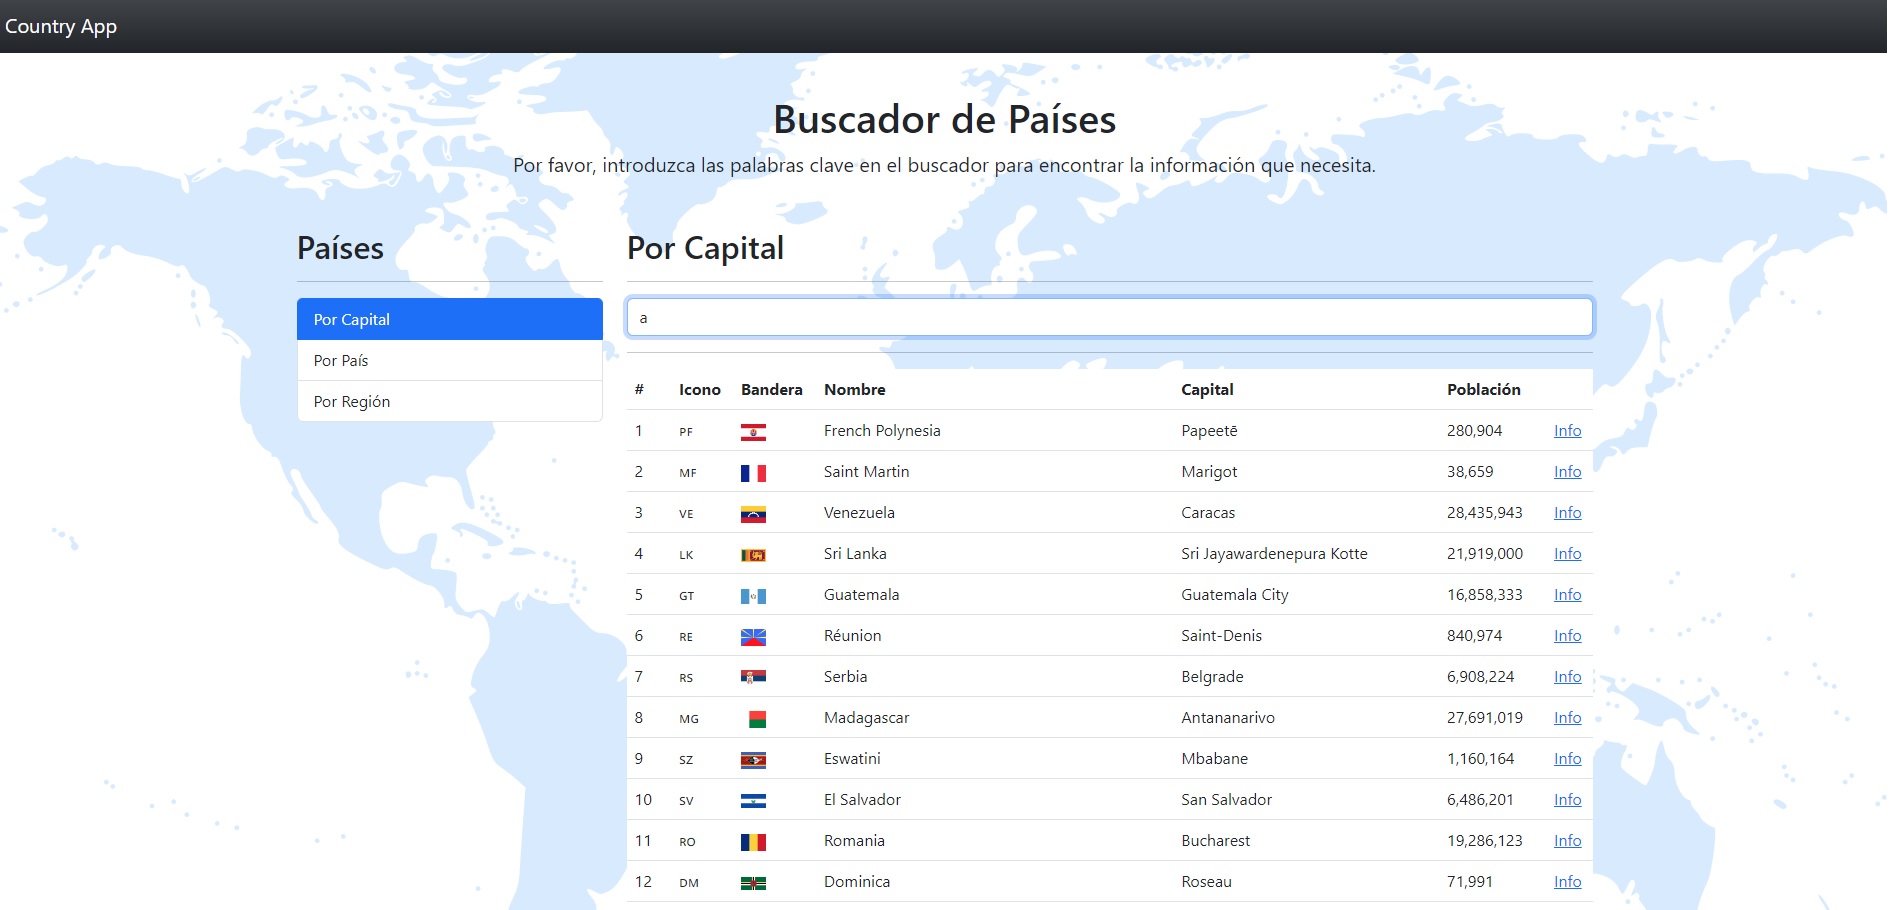 Country App
Buscador de Países
Por favor, introduzca las palabras clave en el buscador para encontrar la información que necesita.
Países
Por Capital
Por País
Por Región
Por Capital
a
# Icono Bandera Nombre Capital Población
1 PF French Polynesia Papeetē 280,904 Info
2 MF Saint Martin Marigot 38,659 Info
3 VE Venezuela Caracas 28,435,943 Info
4 LK Sri Lanka Sri Jayawardenepura Kotte 21,919,000 Info
5 GT Guatemala Guatemala City 16,858,333 Info
6 RE Réunion Saint-Denis 840,974 Info
7 RS Serbia Belgrade 6,908,224 Info
8 MG Madagascar Antananarivo 27,691,019 Info
9 SZ Eswatini Mbabane 1,160,164 Info
10 SV El Salvador San Salvador 6,486,201 Info
11 RO Romania Bucharest 19,286,123 Info
12 DM Dominica Roseau 71,991 Info